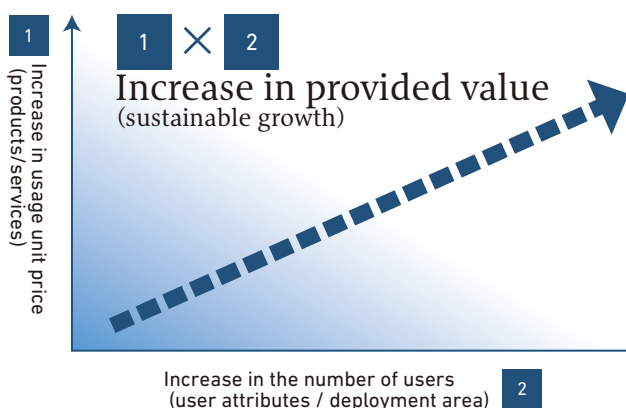 1
1 × 2
Increase in provided value
(sustainable growth)
Increase in usage unit price
(products/services)
Increase in the number of users
(user attributes / deployment area)
2